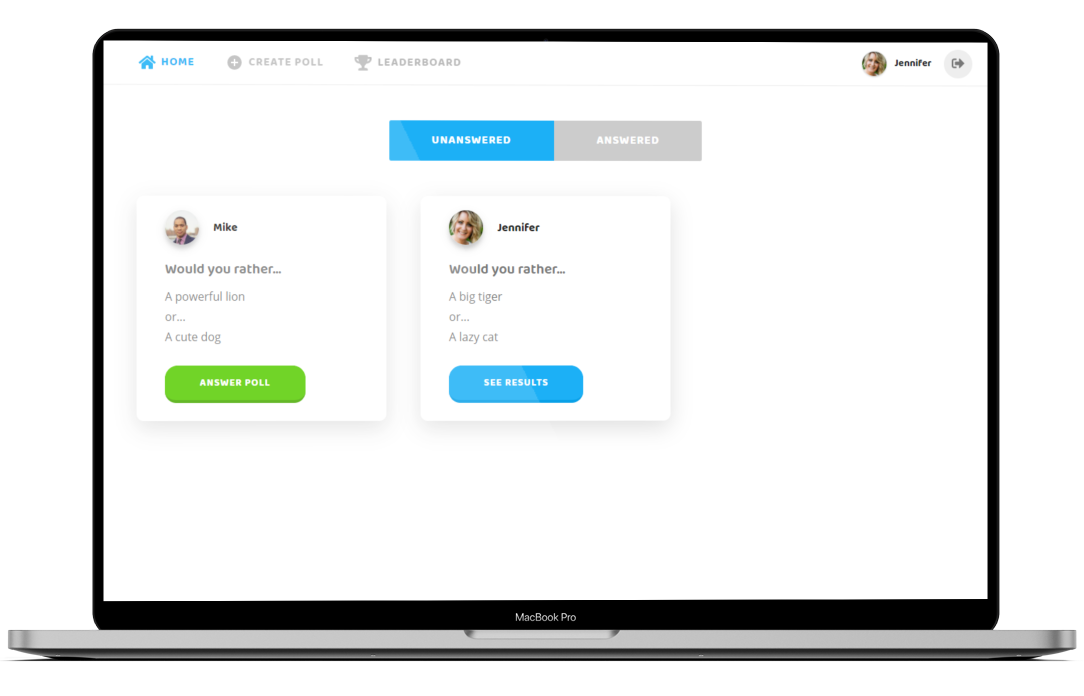 HOME CREATE POLL LEADERBOARD Jennifer
UNANSWERED ANSWERED
Mike
Would you rather...
A powerful lion
or...
A cute dog
ANSWER POLL
Jennifer
Would you rather...
A big tiger
or...
A lazy cat
SEE RESULTS
MacBook Pro